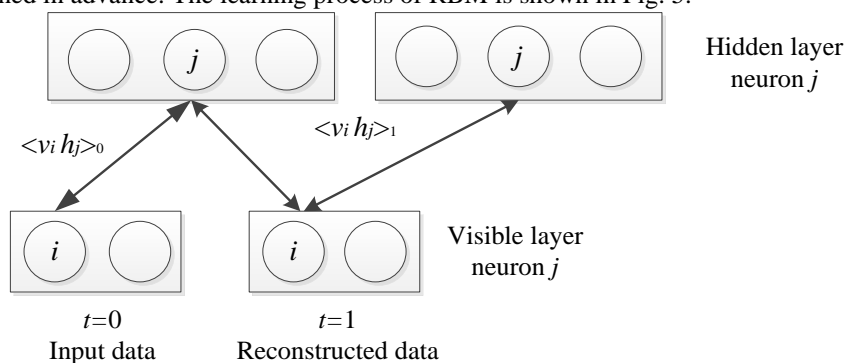 ned in advance. The learning process of RBM is shown in Fig. 3.
j
j
Hidden layer
neuron j
<vi hj>0
<vi hj>1
i
i
Visible layer
neuron j
t=0
t=1
Input data
Reconstructed data